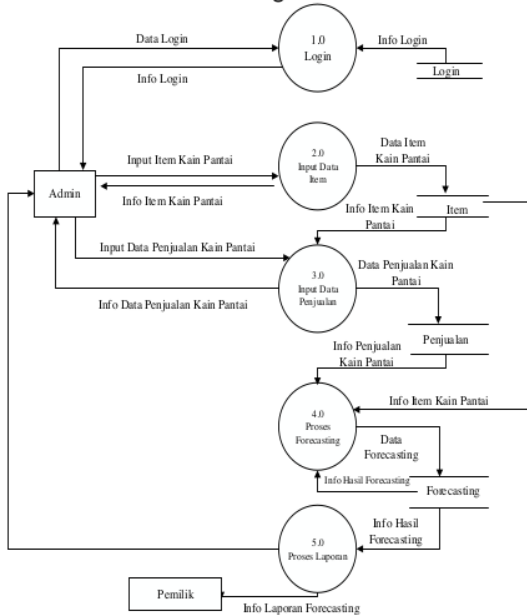 Data Login
1.0
Login
Info Login
Info Login
Login
Input Item Kain Pantai
2.0
Input Data
Item
Data Item
Kain Pantai
Admin
Info Item Kain Pantai
Info Item Kain
Pantai
Item
Input Data Penjualan Kain Pantai
3.0
Input Data
Penjualan
Data Penjualan Kain
Pantai
Info Data Penjualan Kain Pantai
Penjualan
Info Penjualan
Kain Pantai
4.0
Proses
Forecasting
Info Item Kain Pantai
Data
Forecasting
Info Hasil Forecasting
Forecasting
Info Hasil
Forecasting
5.0
Proses Laporan
Pemilik
Info Laporan Forecasting